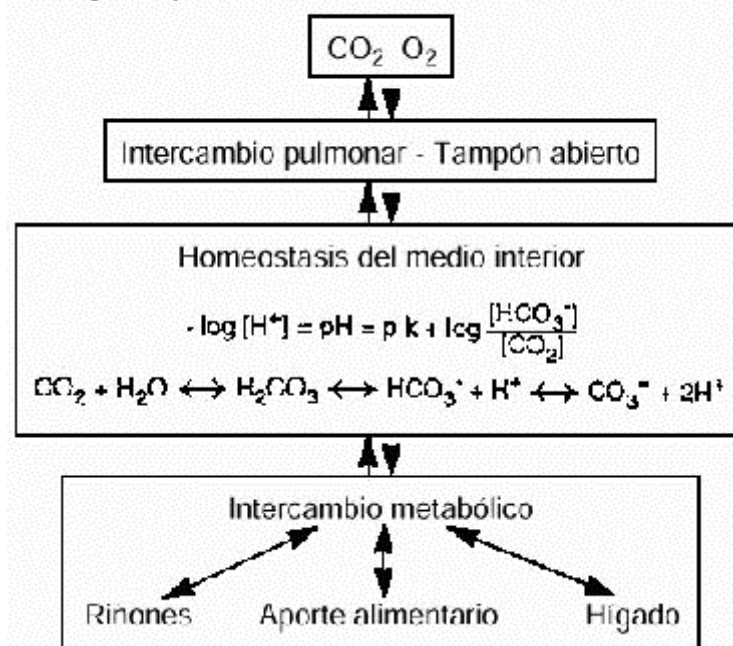 CO₂ O₂
Intercambio pulmonar - Tampón abierto
Homeostasis del medio interior
- log [H⁺] = pH = p k + log [HCO₃⁻] / [CO₂]
CO₂ + H₂O ↔ H₂CO₃ ↔ HCO₃⁻ + H⁺ ↔ CO₃⁼ + 2H⁺
Intercambio metabólico
Rinones Aporte alimentario Hígado